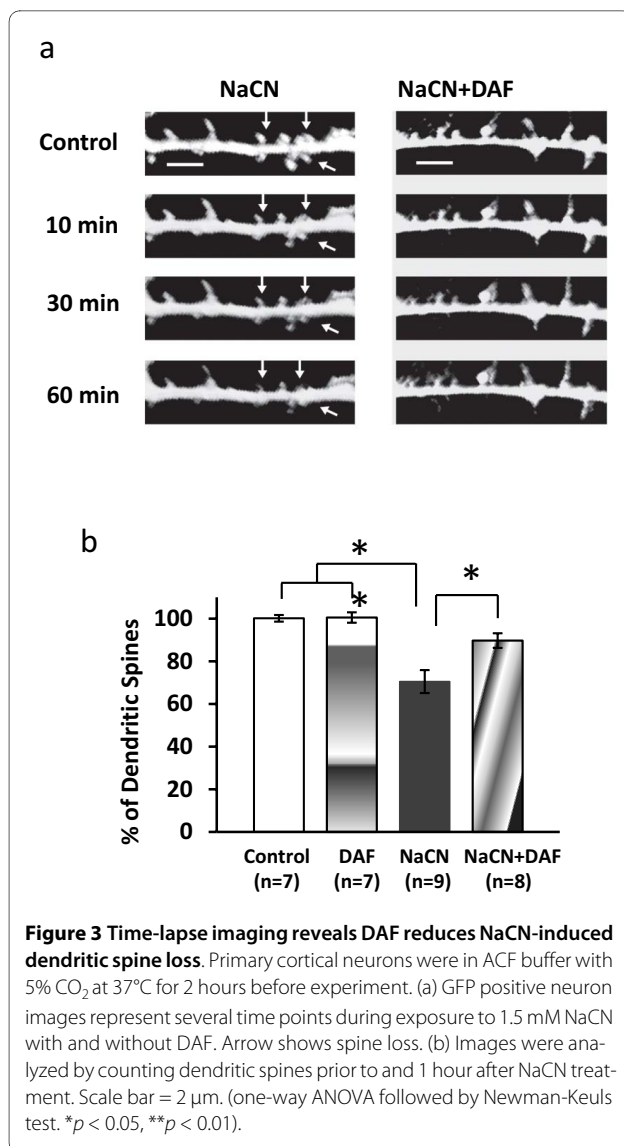 a
NaCN NaCN+DAF
Control
10 min
30 min
60 min
b
% of Dendritic Spines
100
80
60
40
20
0
*
*
*
Control DAF NaCN NaCN+DAF
(n=7) (n=7) (n=9) (n=8)
Figure 3 Time-lapse imaging reveals DAF reduces NaCN-induced
dendritic spine loss. Primary cortical neurons were in ACF buffer with
5% CO₂ at 37°C for 2 hours before experiment. (a) GFP positive neuron
images represent several time points during exposure to 1.5 mM NaCN
with and without DAF. Arrow shows spine loss. (b) Images were ana-
lyzed by counting dendritic spines prior to and 1 hour after NaCN treat-
ment. Scale bar = 2 μm. (one-way ANOVA followed by Newman-Keuls
test. *p < 0.05, **p < 0.01).